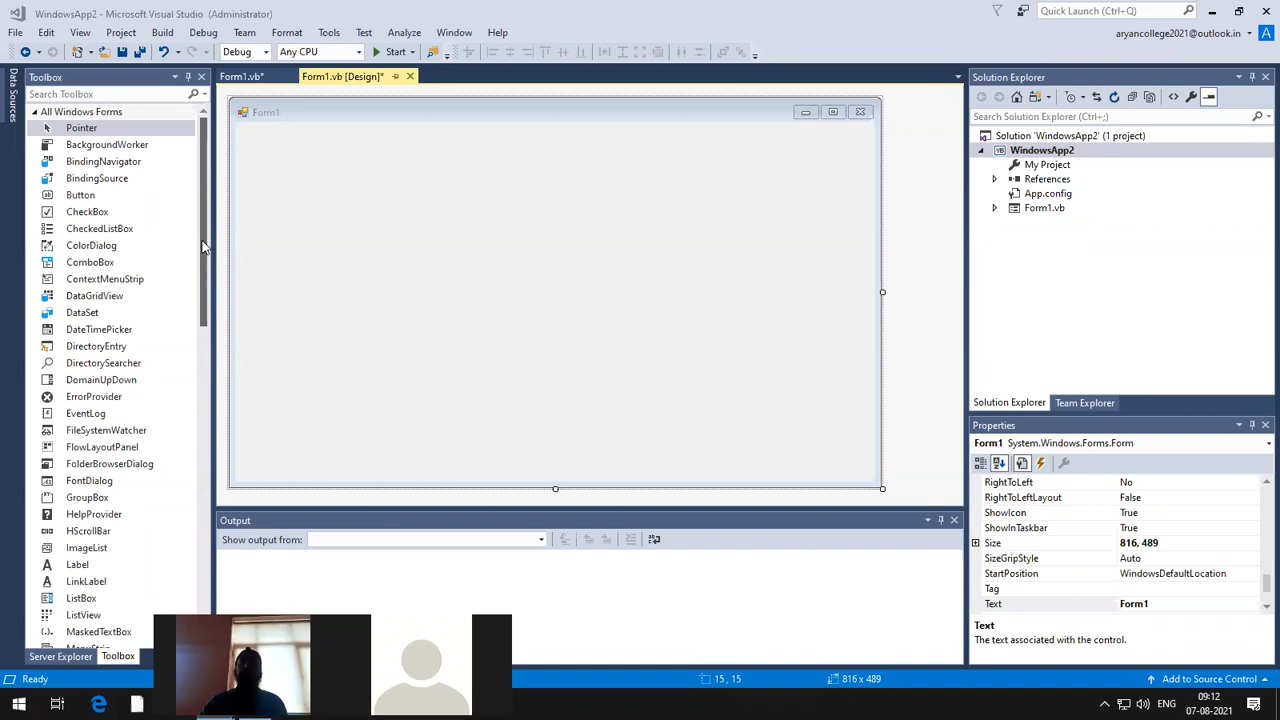 WindowsApp2 - Microsoft Visual Studio (Administrator)
Quick Launch (Ctrl+Q)
File Edit View Project Build Debug Team Format Tools Test Analyze Window Help
aryancollege2021@outlook.in A
Debug Any CPU Start
Data Sources
Toolbox
Search Toolbox
All Windows Forms
Pointer
BackgroundWorker
BindingNavigator
BindingSource
Button
CheckBox
CheckedListBox
ColorDialog
ComboBox
ContextMenuStrip
DataGridView
DataSet
DateTimePicker
DirectoryEntry
DirectorySearcher
DomainUpDown
ErrorProvider
EventLog
FileSystemWatcher
FlowLayoutPanel
FolderBrowserDialog
FontDialog
GroupBox
HelpProvider
HScrollBar
ImageList
Label
LinkLabel
ListBox
ListView
MaskedTextBox
Server Explorer Toolbox
Form1.vb* Form1.vb [Design]*
Form1
Output
Show output from:
Solution Explorer
Search Solution Explorer (Ctrl+;)
Solution 'WindowsApp2' (1 project)
VB WindowsApp2
My Project
References
App.config
Form1.vb
Solution Explorer Team Explorer
Properties
Form1 System.Windows.Forms.Form
RightToLeft No
RightToLeftLayout False
ShowIcon True
ShowInTaskbar True
Size 816, 489
SizeGripStyle Auto
StartPosition WindowsDefaultLocation
Tag
Text Form1
Text
The text associated with the control.
Ready 15 , 15 816 x 489 Add to Source Control
ENG 09:12
07-08-2021